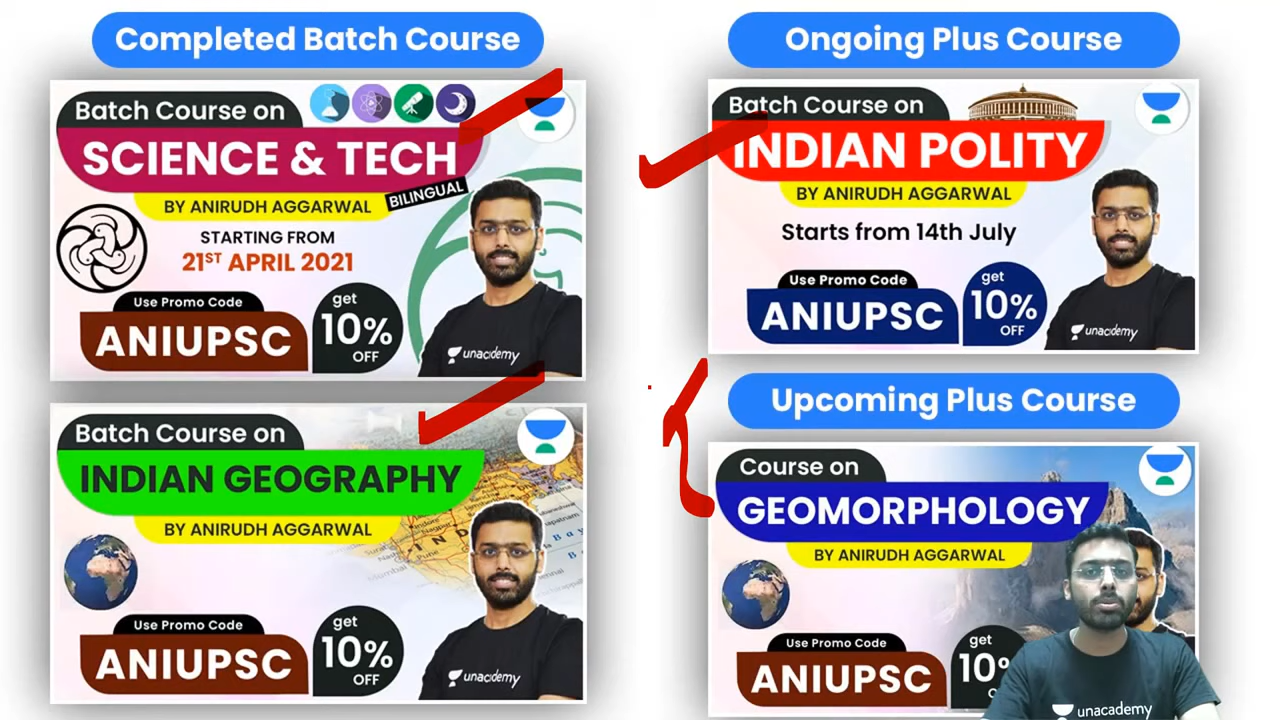 Completed Batch Course
Batch Course on
SCIENCE & TECH
BILINGUAL
BY ANIRUDH AGGARWAL
STARTING FROM
21ST APRIL 2021
Use Promo Code
ANIUPSC
get
10%
OFF
unacademy
Batch Course on
INDIAN GEOGRAPHY
BY ANIRUDH AGGARWAL
Use Promo Code
ANIUPSC
get
10%
OFF
unacademy
Ongoing Plus Course
Batch Course on
INDIAN POLITY
BY ANIRUDH AGGARWAL
Starts from 14th July
Use Promo Code
ANIUPSC
get
10%
OFF
unacademy
Upcoming Plus Course
Course on
GEOMORPHOLOGY
BY ANIRUDH AGGARWAL
Use Promo Code
ANIUPSC
get
10
unacademy